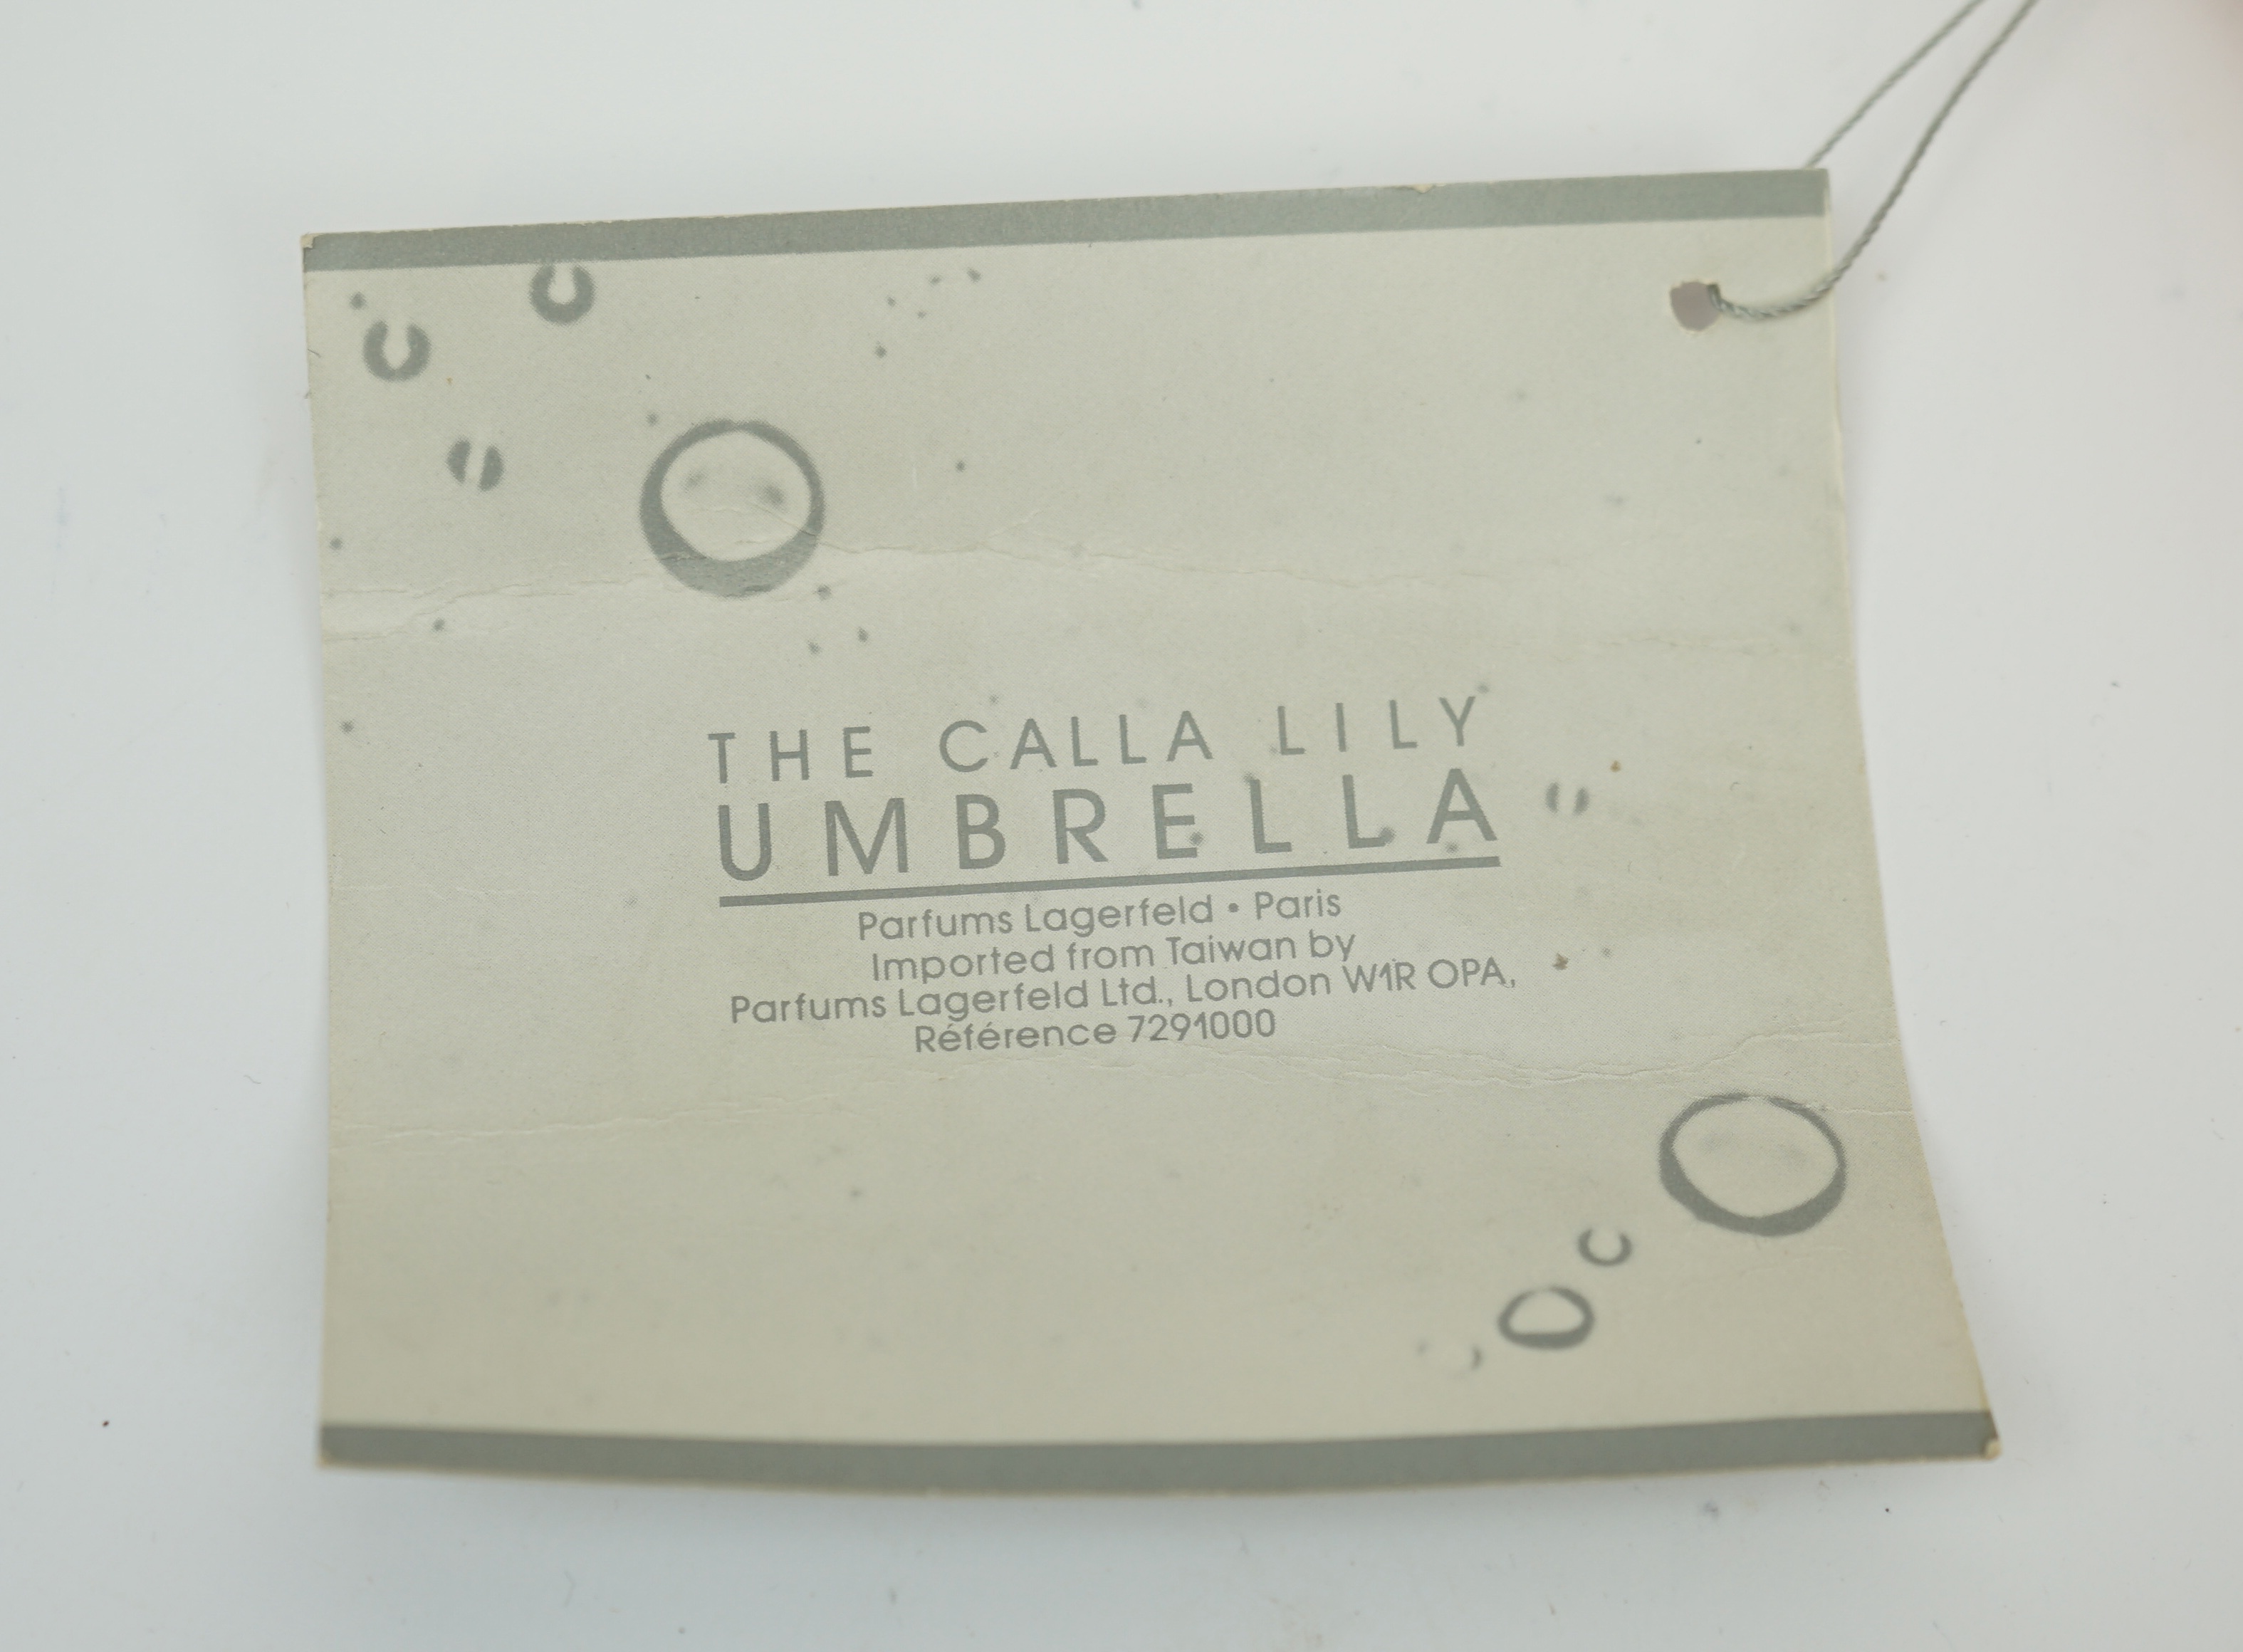 THE CALLA LILY
UMBRELLA
Parfums Lagerfeld • Paris
Imported from Taiwan by
Parfums Lagerfeld Ltd., London W1R OPA,
Référence 7291000